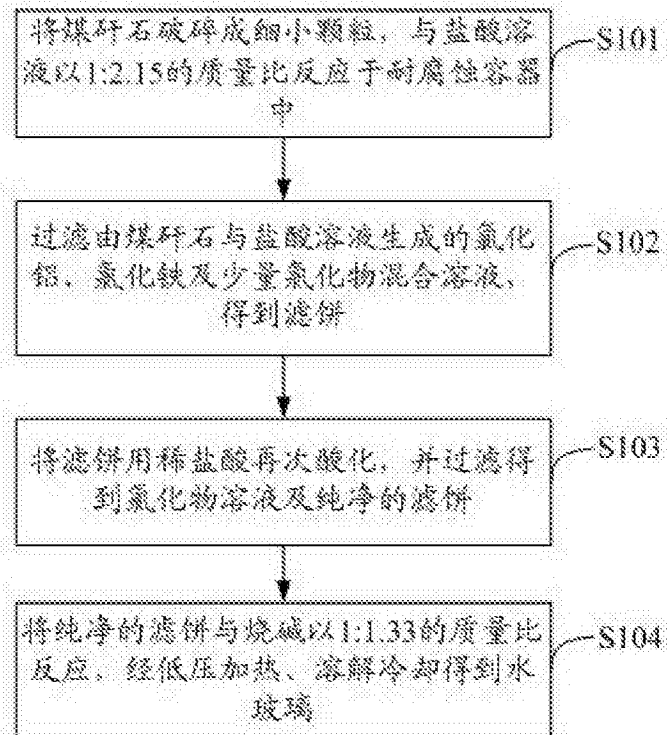 将煤矸石破碎成细小颗粒，与盐酸溶
液以1:2.15的质量比反应于耐腐蚀容器
中
S101
过滤由煤矸石与盐酸溶液生成的氯化
铝、氯化铁及少量氯化物混合溶液，
得到滤饼
S102
将滤饼用稀盐酸再次酸化，并过滤得
到氯化物溶液及纯净的滤饼
S103
将纯净的滤饼与烧碱以1:1.33的质量比
反应，经低压加热、溶解冷却得到水
玻璃
S104